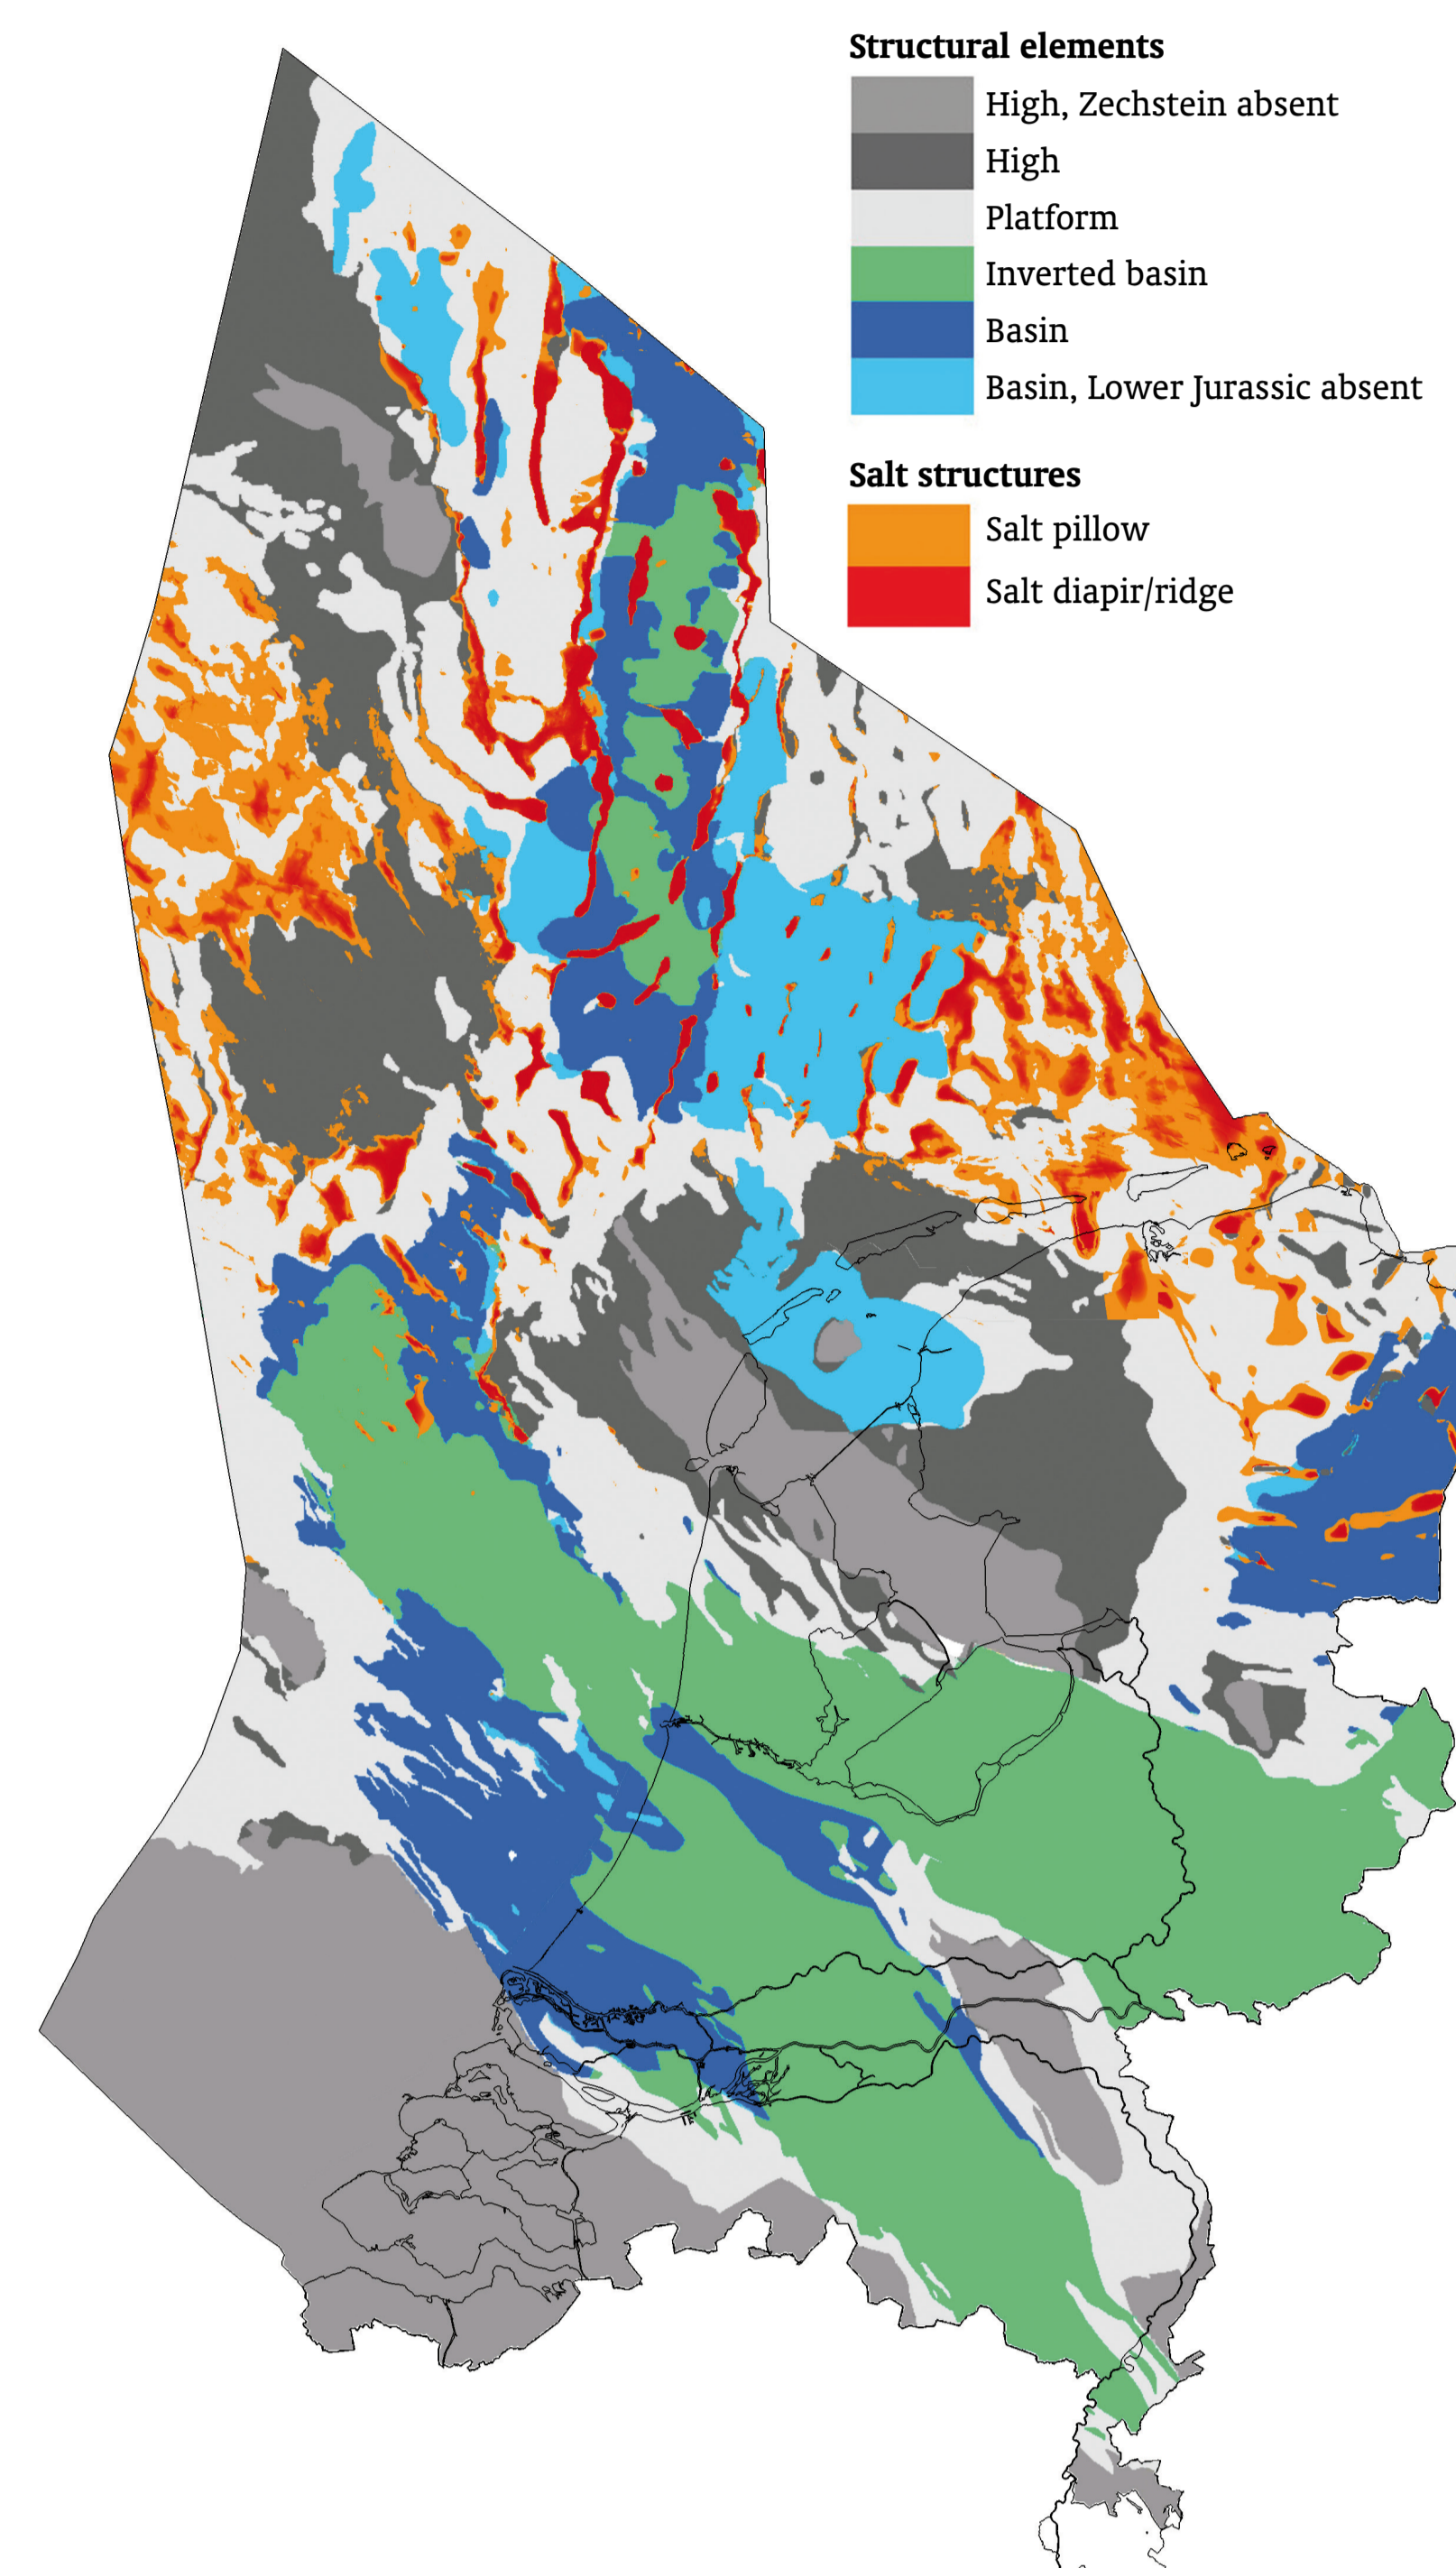 Structural elements
High, Zechstein absent
High
Platform
Inverted basin
Basin
Basin, Lower Jurassic absent
Salt structures
Salt pillow
Salt diapir/ridge